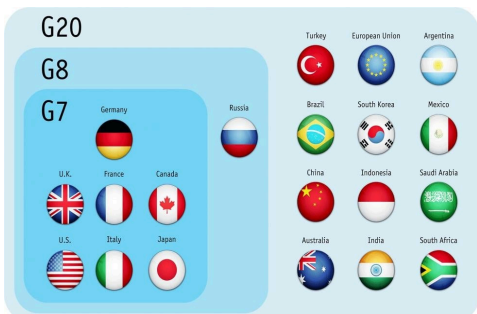 G20
G8
G7
Germany
Russia
U.K.
France
Canada
U.S.
Italy
Japan
Turkey
European Union
Argentina
Brazil
South Korea
Mexico
China
Indonesia
Saudi Arabia
Australia
India
South Africa